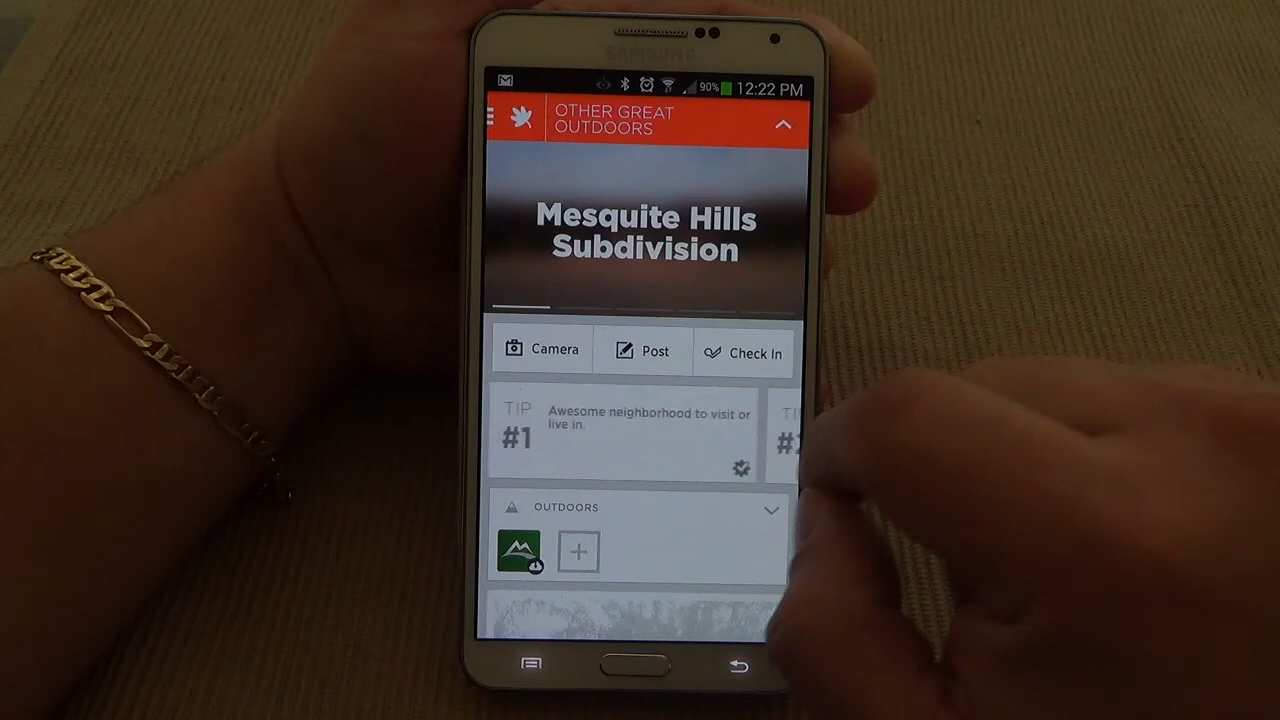 SAMSUNG
90% 12:22 PM
OTHER GREAT
OUTDOORS
Mesquite Hills
Subdivision
Camera
Post
Check In
TIP
#1
Awesome neighborhood to visit or
live in.
OUTDOORS